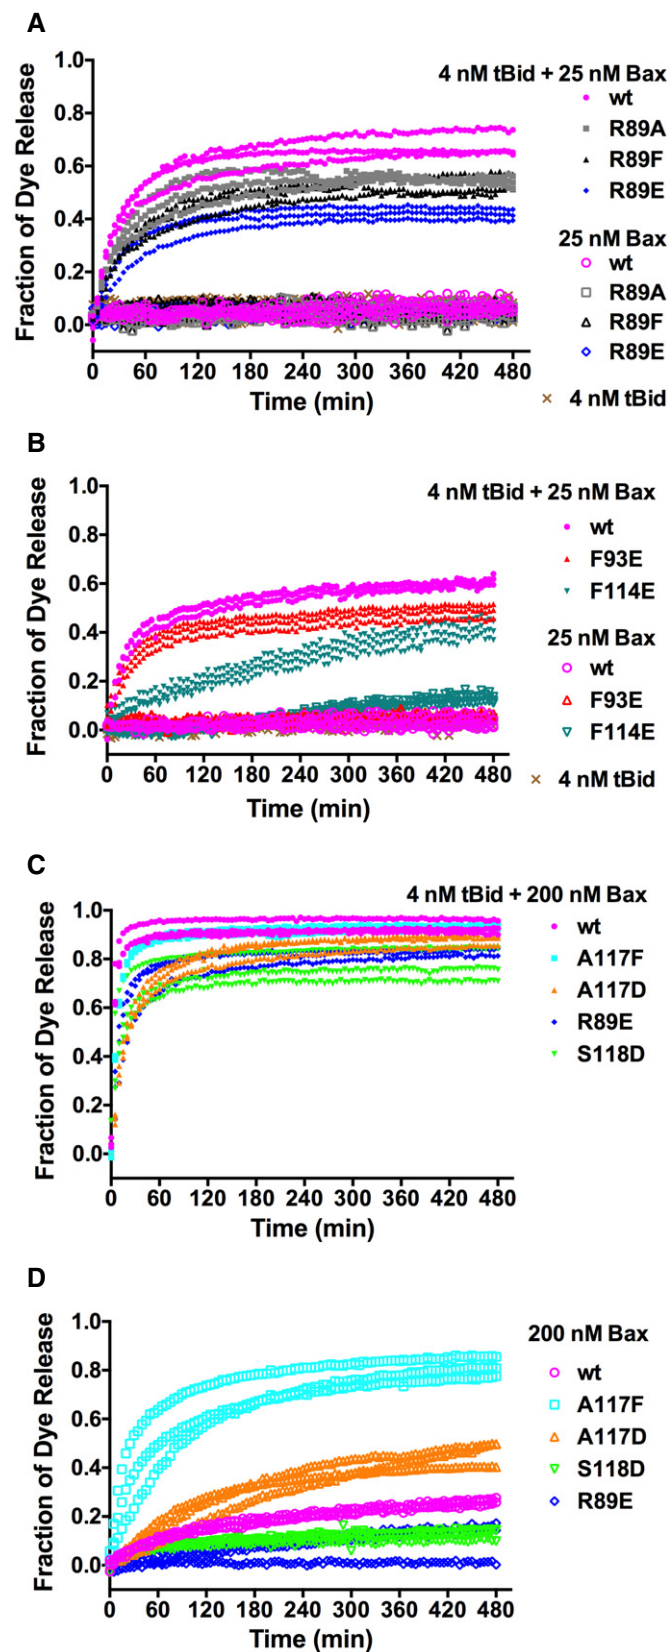 A
Fraction of Dye Release
1.0
0.8
0.6
0.4
0.2
0.0
0 60 120 180 240 300 360 420 480
Time (min)
4 nM tBid + 25 nM Bax
wt
R89A
R89F
R89E
25 nM Bax
wt
R89A
R89F
R89E
4 nM tBid
B
Fraction of Dye Release
1.0
0.8
0.6
0.4
0.2
0.0
0 60 120 180 240 300 360 420 480
Time (min)
4 nM tBid + 25 nM Bax
wt
F93E
F114E
25 nM Bax
wt
F93E
F114E
4 nM tBid
C
Fraction of Dye Release
1.0
0.8
0.6
0.4
0.2
0.0
0 60 120 180 240 300 360 420 480
Time (min)
4 nM tBid + 200 nM Bax
wt
A117F
A117D
R89E
S118D
D
Fraction of Dye Release
1.0
0.8
0.6
0.4
0.2
0.0
0 60 120 180 240 300 360 420 480
Time (min)
200 nM Bax
wt
A117F
A117D
S118D
R89E